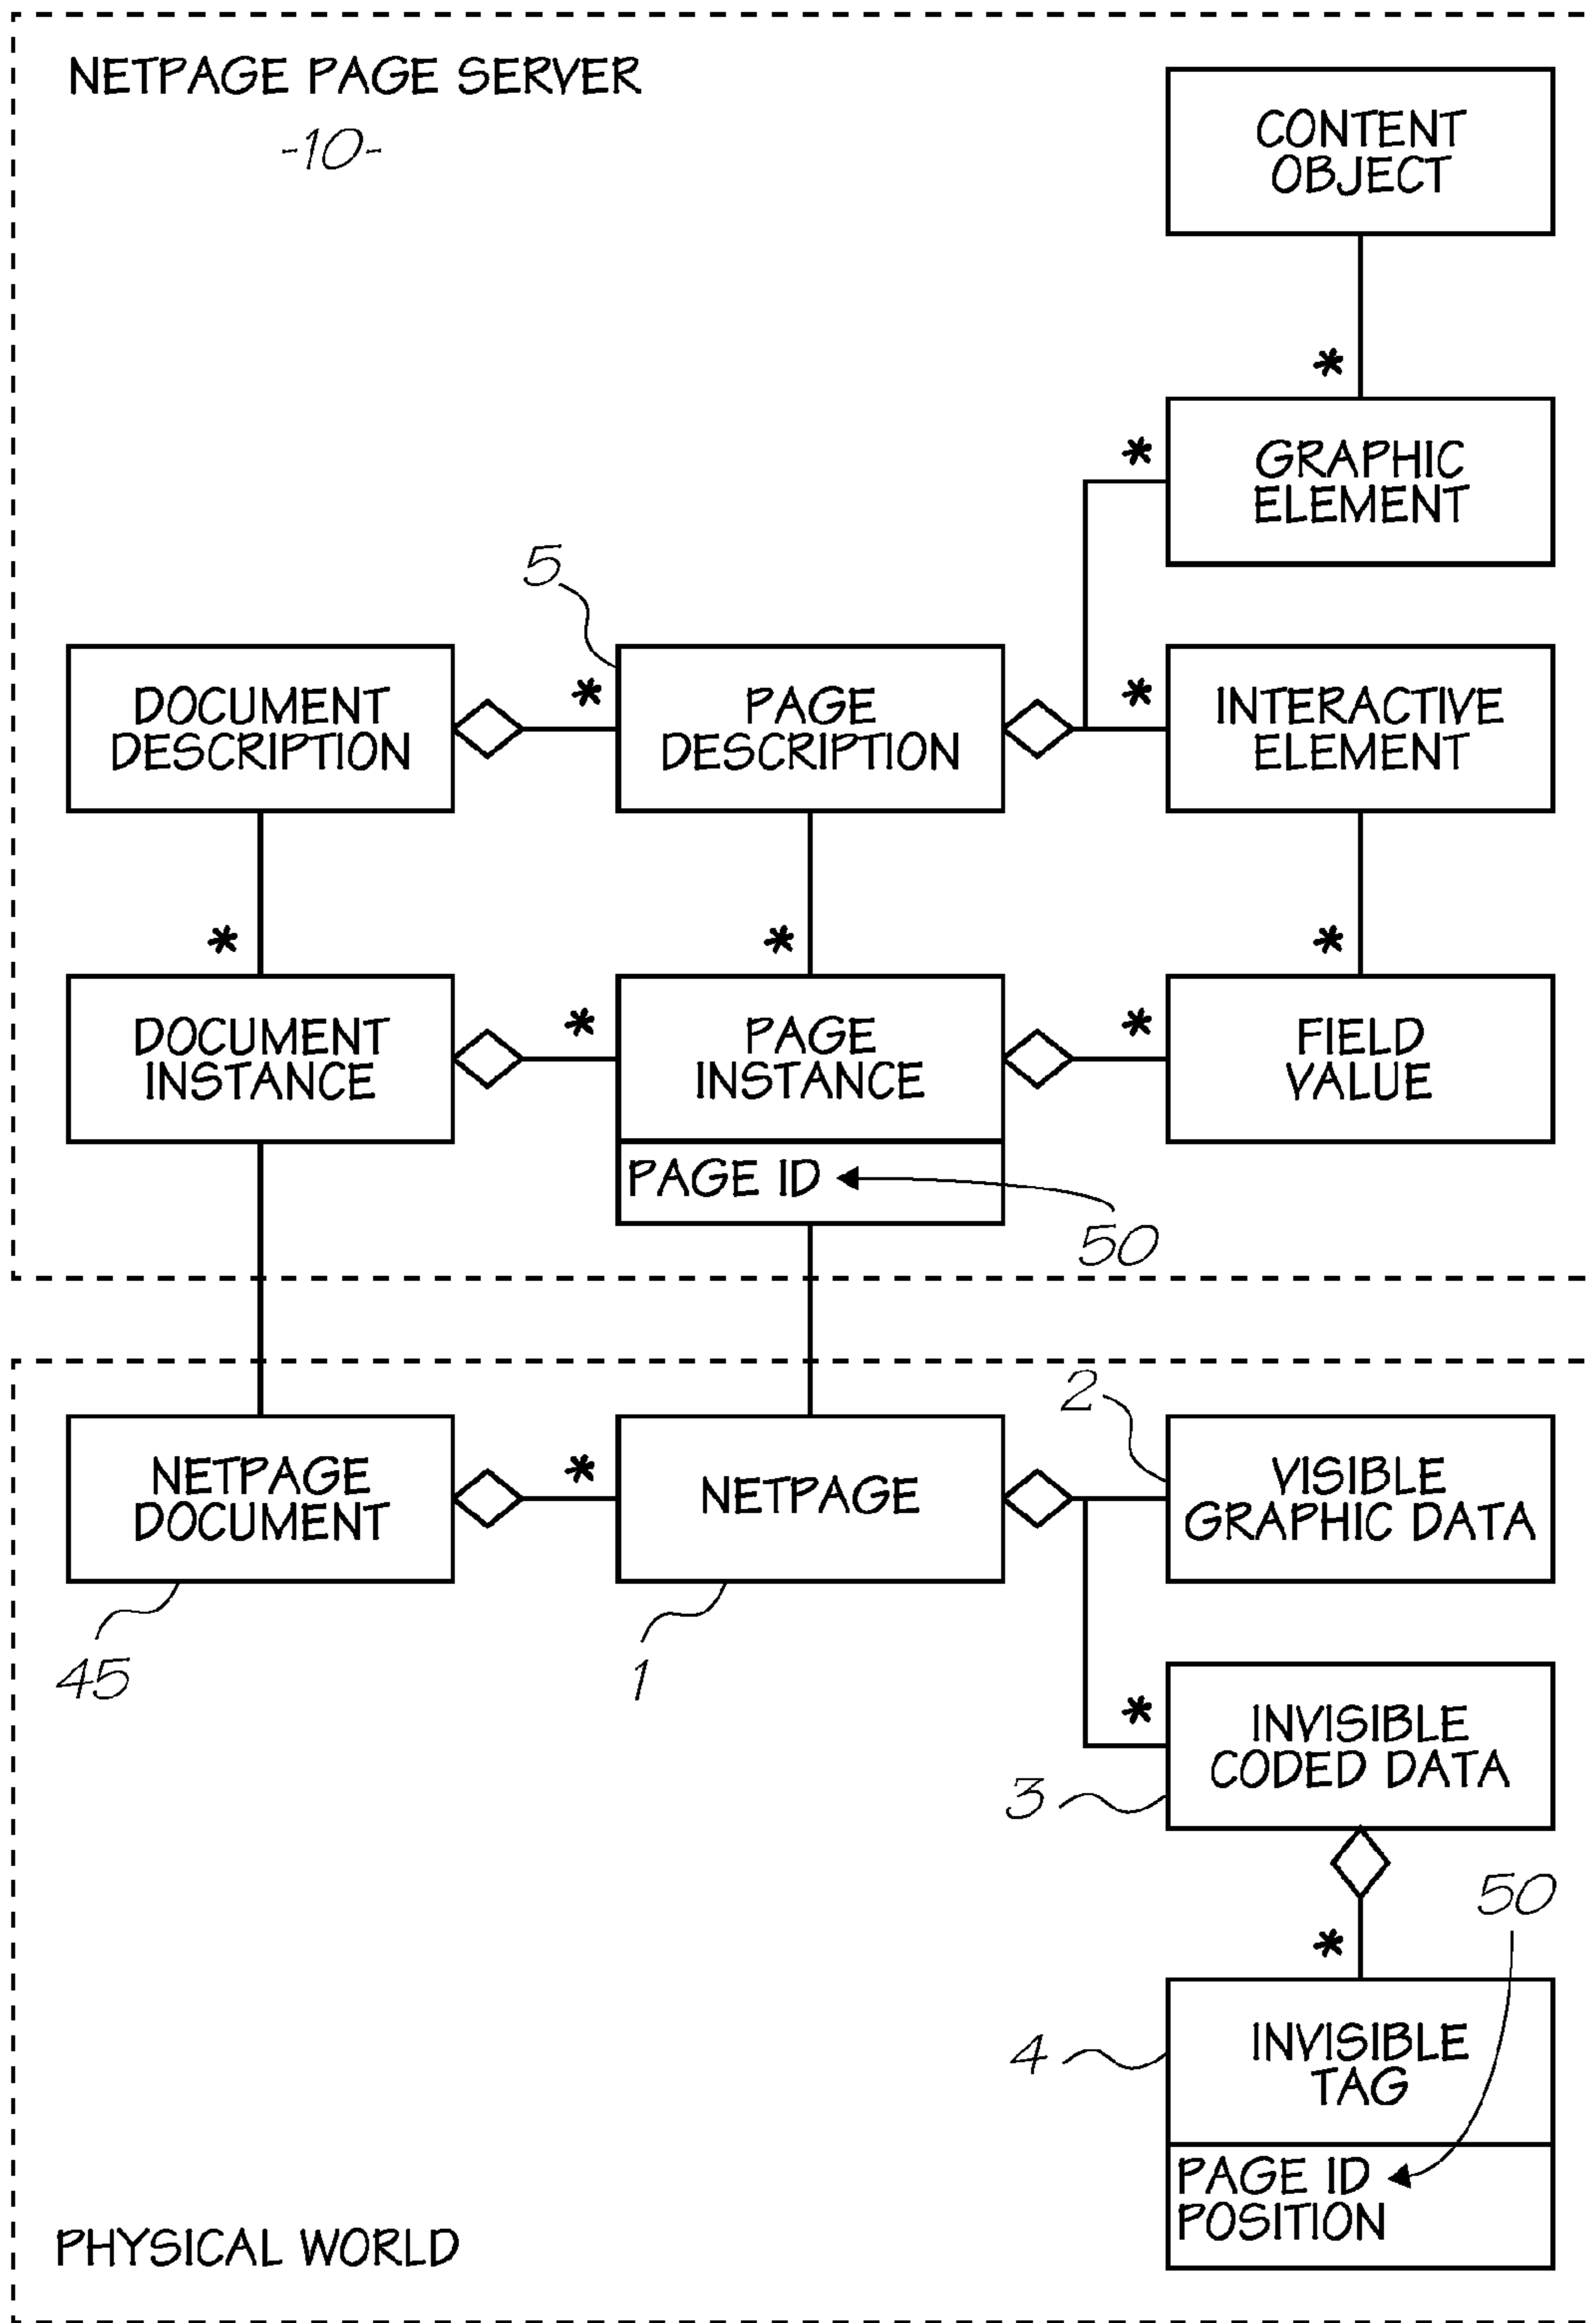 NETPAGE PAGE SERVER
-10-
CONTENT
OBJECT
*
*
GRAPHIC
ELEMENT
5
DOCUMENT
DESCRIPTION
*
PAGE
DESCRIPTION
*
INTERACTIVE
ELEMENT
*
*
*
DOCUMENT
INSTANCE
*
PAGE
INSTANCE
*
FIELD
VALUE
PAGE ID
50
2
NETPAGE
DOCUMENT
*
NETPAGE
VISIBLE
GRAPHIC DATA
45
1
*
INVISIBLE
CODED DATA
3
50
*
4
INVISIBLE
TAG
PAGE ID
POSITION
PHYSICAL WORLD